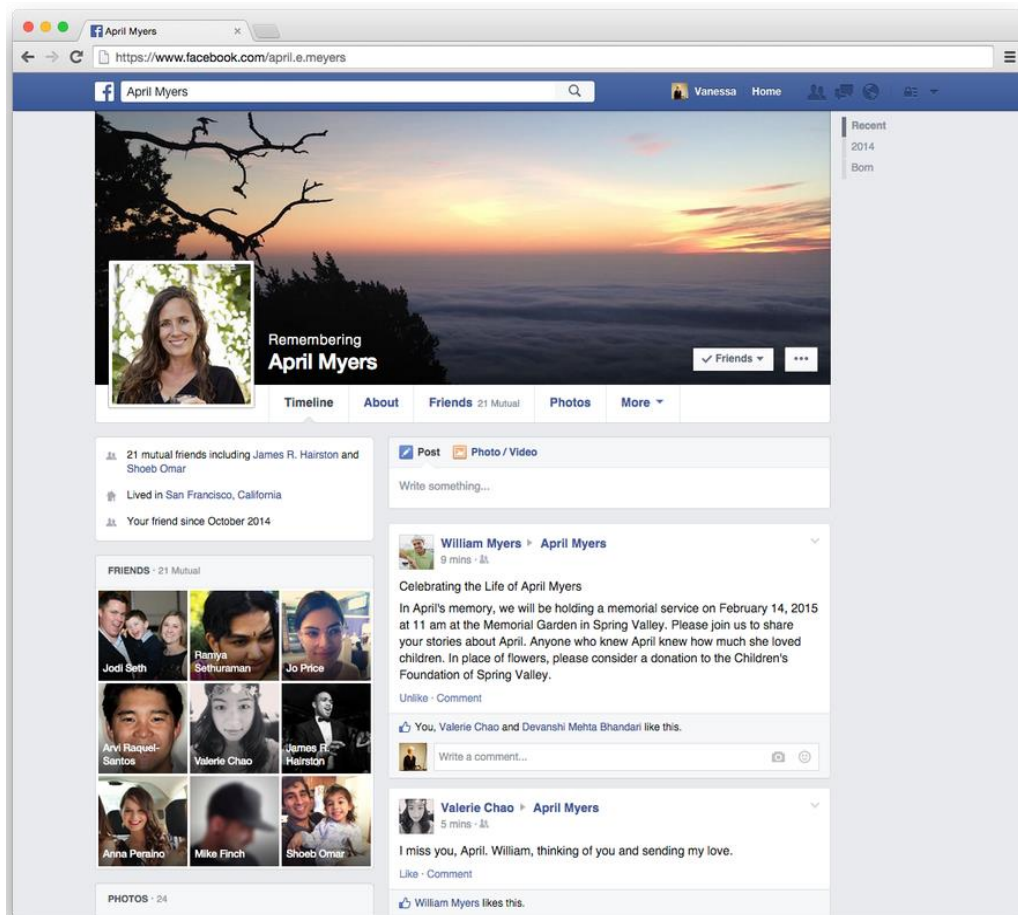 April Myers
https://www.facebook.com/april.e.meyers
April Myers
Vanessa Home
Recent
2014
Born
Remembering
April Myers
✓ Friends
Timeline About Friends 21 Mutual Photos More
21 mutual friends including James R. Hairston and
Shoeb Omar
Lived in San Francisco, California
Your friend since October 2014
FRIENDS · 21 Mutual
Jodi Seth
Ramya
Sethuraman
Jo Price
Arvi Raquel-
Santos
Valerie Chao
James R.
Hairston
Anna Peraino
Mike Finch
Shoeb Omar
PHOTOS · 24
Post Photo / Video
Write something...
William Myers ▸ April Myers
9 mins ·
Celebrating the Life of April Myers
In April's memory, we will be holding a memorial service on February 14, 2015
at 11 am at the Memorial Garden in Spring Valley. Please join us to share
your stories about April. Anyone who knew April knew how much she loved
children. In place of flowers, please consider a donation to the Children's
Foundation of Spring Valley.
Unlike · Comment
You, Valerie Chao and Devanshi Mehta Bhandari like this.
Write a comment...
Valerie Chao ▸ April Myers
5 mins ·
I miss you, April. William, thinking of you and sending my love.
Like · Comment
William Myers likes this.